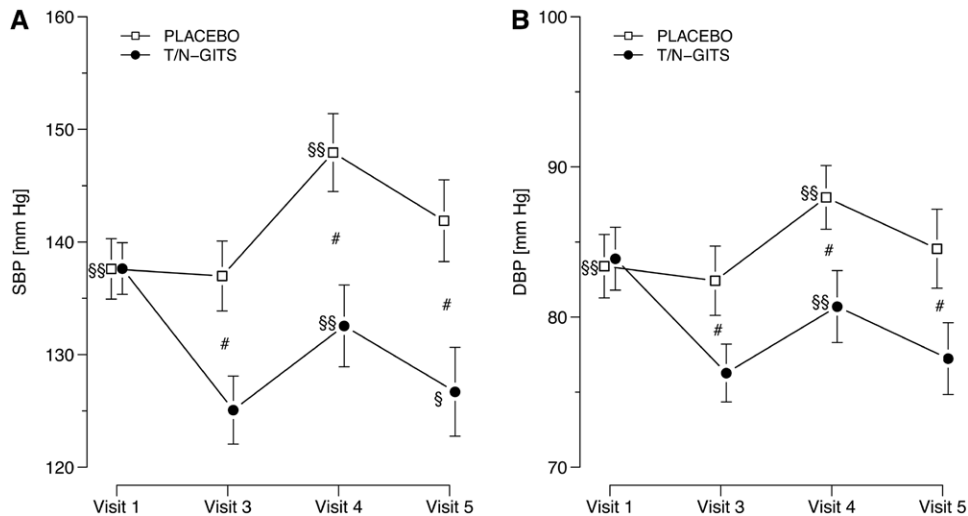 A
160
150
140
130
120
SBP [mm Hg]
PLACEBO
T/N−GITS
§§
§§
#
#
§§
#
§
Visit 1
Visit 3
Visit 4
Visit 5
B
100
90
80
70
DBP [mm Hg]
PLACEBO
T/N−GITS
§§
§§
#
§§
#
#
Visit 1
Visit 3
Visit 4
Visit 5